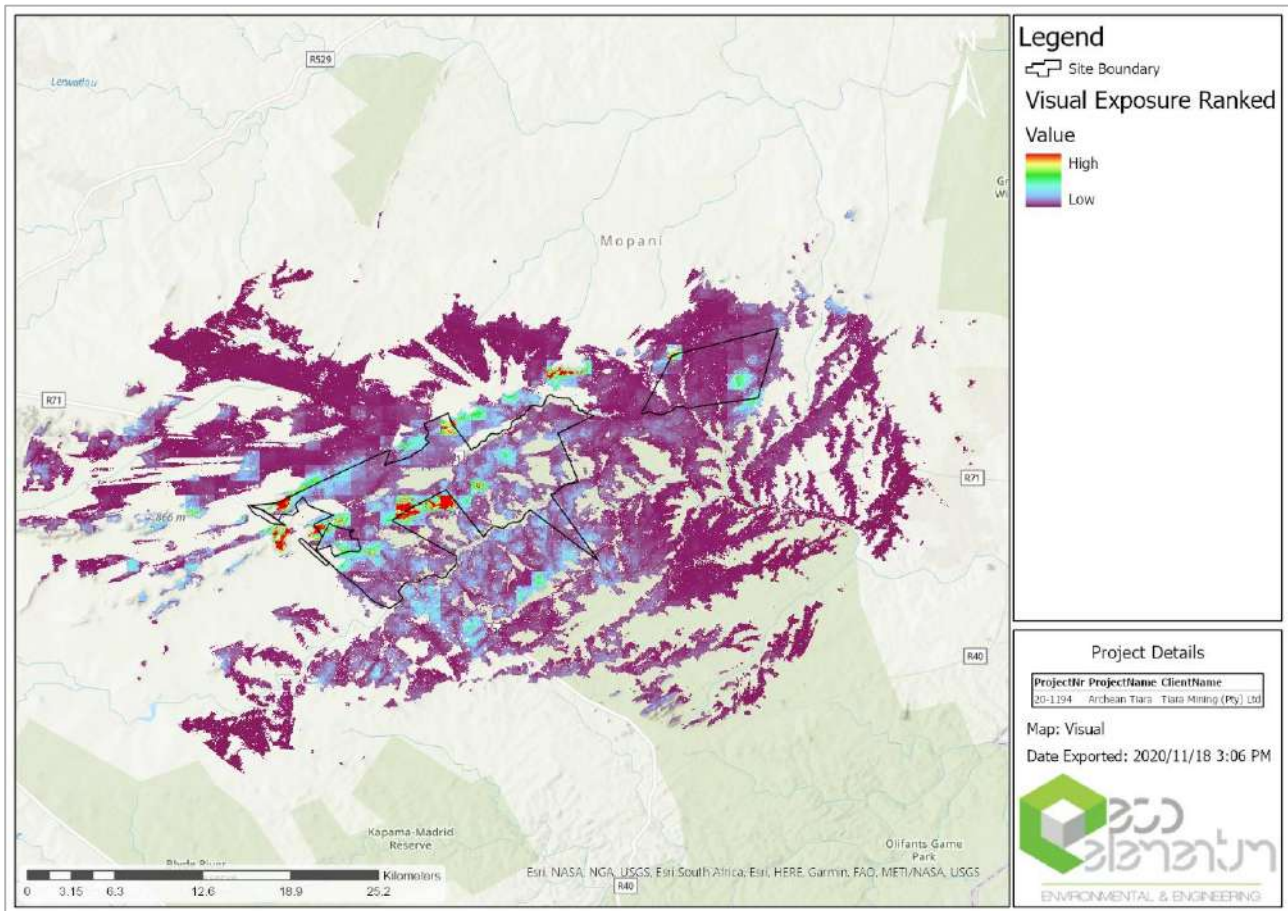 R529
Mopani
R71
866 m
R71
R40
Kapama-Madrid
Reserve
Olifants Game
Park
R40
Kilometers
0 3.15 6.3 12.6 18.9 25.2
Esri, NASA, NGA, USGS, Esri South Africa, Esri, HERE, Garmin, FAO, METI/NASA, USGS
N
Legend
Site Boundary
Visual Exposure Ranked
Value
High
Low
Project Details
ProjectNr ProjectName ClientName
20-1194 Archean Tiara Tiara Mining (Pty) Ltd
Map: Visual
Date Exported: 2020/11/18 3:06 PM
eco
elementum
ENVIRONMENTAL & ENGINEERING